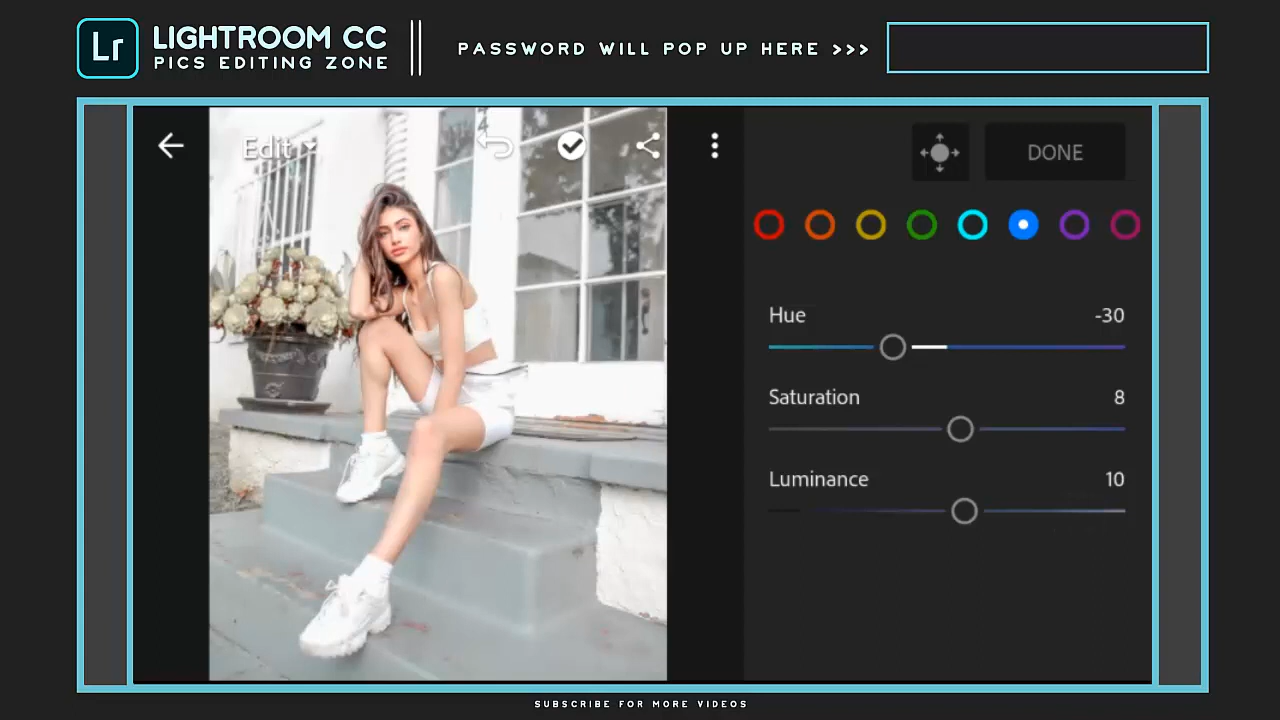 Lr
LIGHTROOM CC
PICS EDITING ZONE
PASSWORD WILL POP UP HERE >>>
Edit
DONE
Hue -30
Saturation 8
Luminance 10
SUBSCRIBE FOR MORE VIDEOS